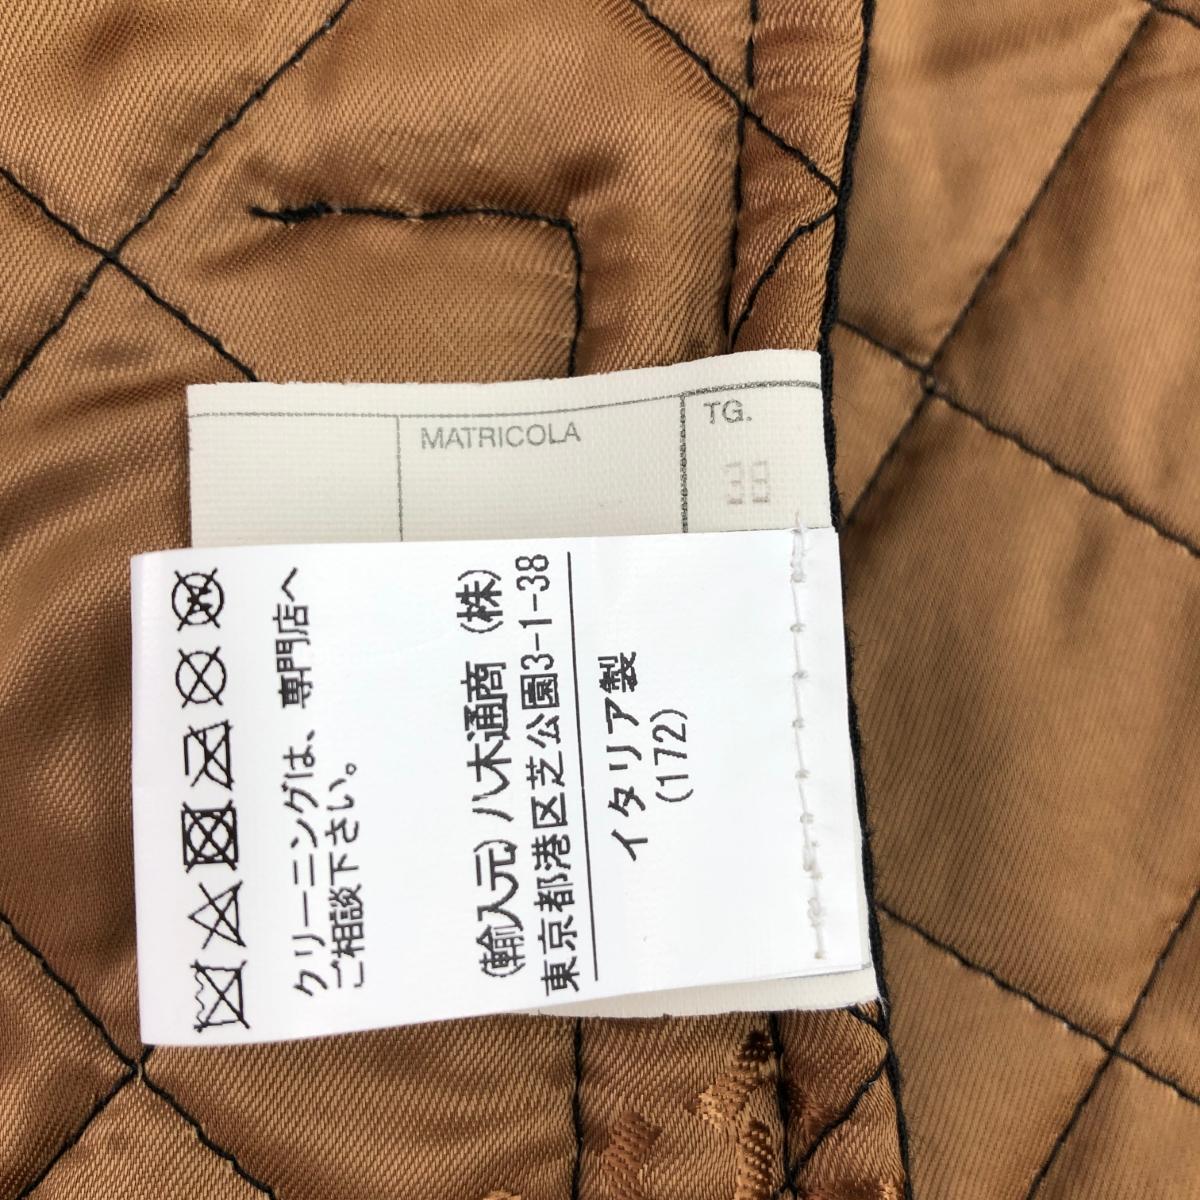 MATRICOLA
TG.
38
クリーニングは、専門店へ
ご相談下さい。
(輸入元)八木通商(株)
東京都港区芝公園3-1-38
イタリア製
(172)